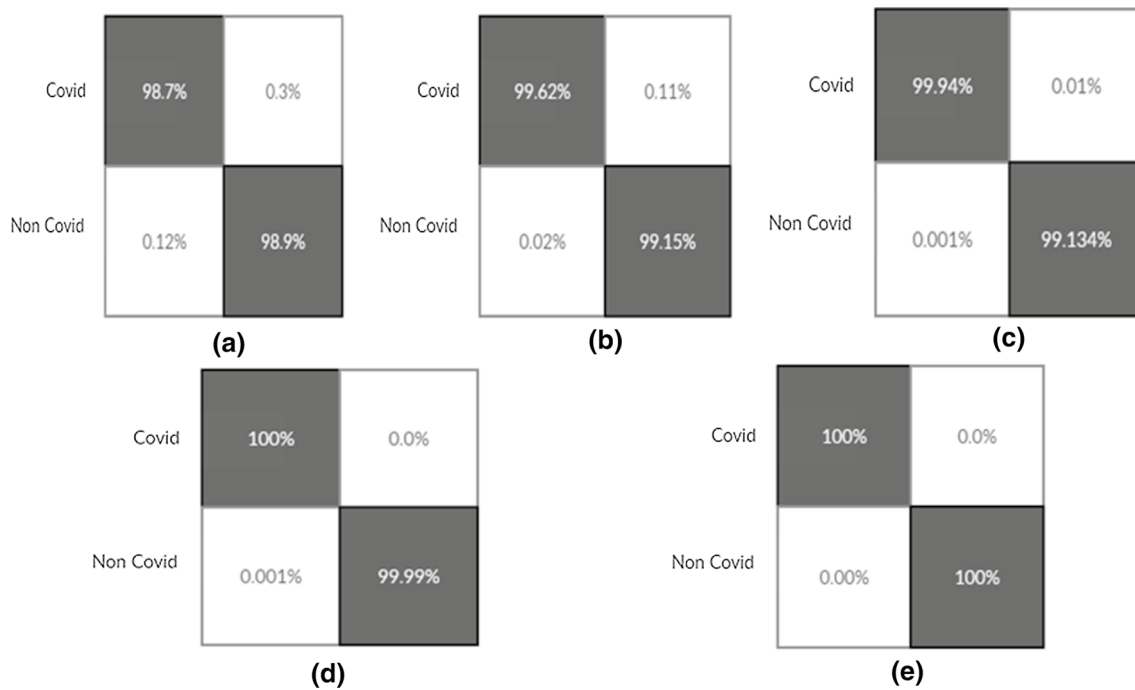 Covid 98.7% 0.3%
Non Covid 0.12% 98.9%
(a)
Covid 99.62% 0.11%
Non Covid 0.02% 99.15%
(b)
Covid 99.94% 0.01%
Non Covid 0.001% 99.134%
(c)
Covid 100% 0.0%
Non Covid 0.001% 99.99%
(d)
Covid 100% 0.0%
Non Covid 0.00% 100%
(e)